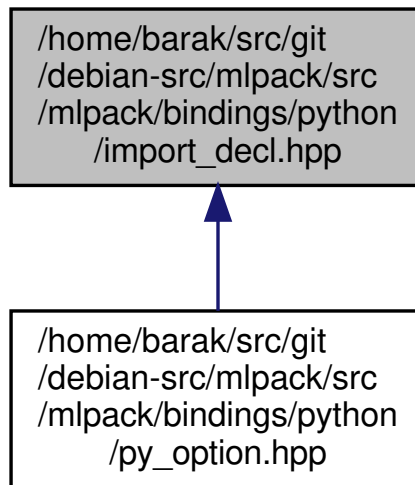 /home/barak/src/git
/debian-src/mlpack/src
/mlpack/bindings/python
/import_decl.hpp
/home/barak/src/git
/debian-src/mlpack/src
/mlpack/bindings/python
/py_option.hpp